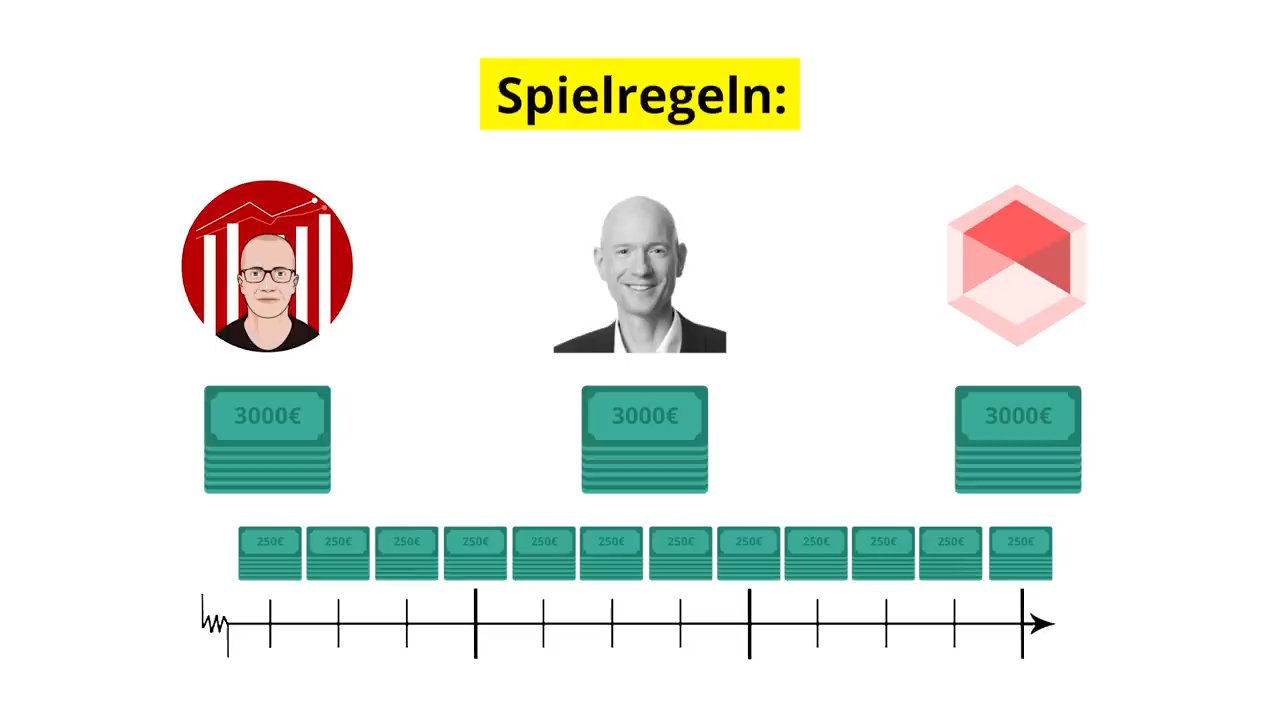 Spielregeln:
3000€ 3000€ 3000€
250€ 250€ 250€ 250€ 250€ 250€ 250€ 250€ 250€ 250€ 250€ 250€